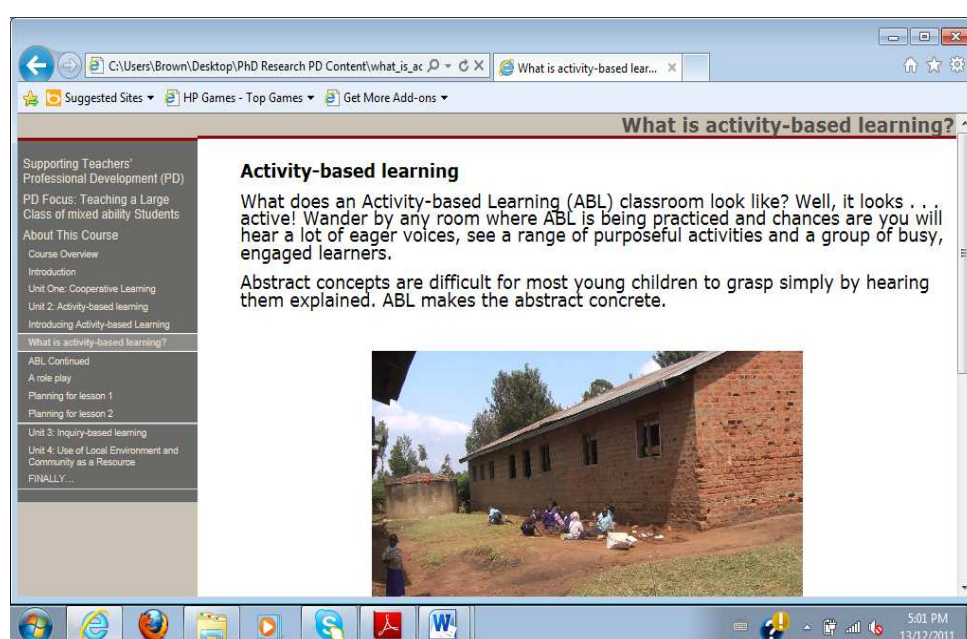 C:\Users\Brown\Desktop\PhD Research PD Content\what_is_ac
What is activity-based lear...
Suggested Sites
HP Games - Top Games
Get More Add-ons
What is activity-based learning?
Supporting Teachers'
Professional Development (PD)
PD Focus: Teaching a Large
Class of mixed ability Students
About This Course
Course Overview
Introduction
Unit One: Cooperative Learning
Unit 2: Activity-based learning
Introducing Activity-based Learning
What is activity-based learning?
ABL Continued
A role play
Planning for lesson 1
Planning for lesson 2
Unit 3: Inquiry-based learning
Unit 4: Use of Local Environment and
Community as a Resource
FINALLY...
Activity-based learning
What does an Activity-based Learning (ABL) classroom look like? Well, it looks . . .
active! Wander by any room where ABL is being practiced and chances are you will
hear a lot of eager voices, see a range of purposeful activities and a group of busy,
engaged learners.
Abstract concepts are difficult for most young children to grasp simply by hearing
them explained. ABL makes the abstract concrete.
5:01 PM
13/12/2011